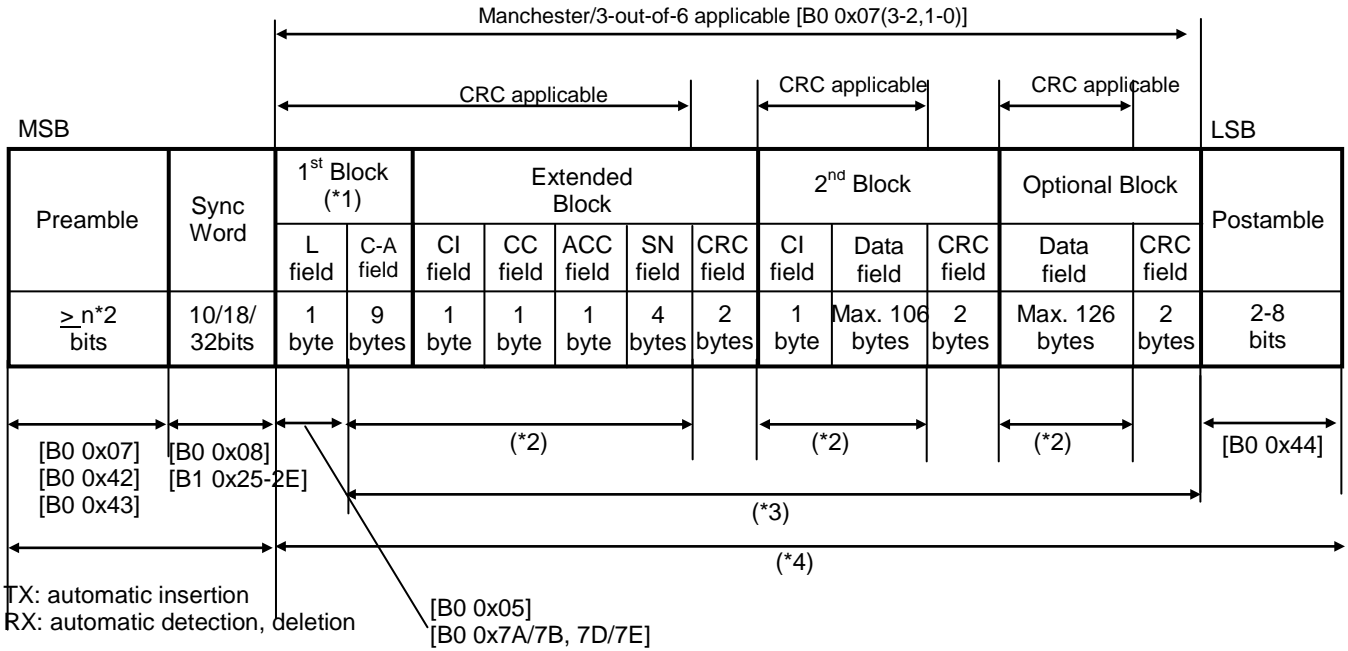 Manchester/3-out-of-6 applicable [B0 0x07(3-2,1-0)]
CRC applicable
CRC applicable
CRC applicable
MSB
LSB
Preamble
Sync
Word
1st Block
(*1)
Extended
Block
2nd Block
Optional Block
Postamble
L
field
C-A
field
CI
field
CC
field
ACC
field
SN
field
CRC
field
CI
field
Data
field
CRC
field
Data
field
CRC
field
≥ n*2
bits
10/18/
32bits
1
byte
9
bytes
1
byte
1
byte
1
byte
4
bytes
2
bytes
1
byte
Max. 106
bytes
2
bytes
Max. 126
bytes
2
bytes
2-8
bits
[B0 0x07]
[B0 0x42]
[B0 0x43]
[B0 0x08]
[B1 0x25-2E]
(*2)
(*2)
(*2)
[B0 0x44]
(*3)
(*4)
TX: automatic insertion
RX: automatic detection, deletion
[B0 0x05]
[B0 0x7A/7B, 7D/7E]